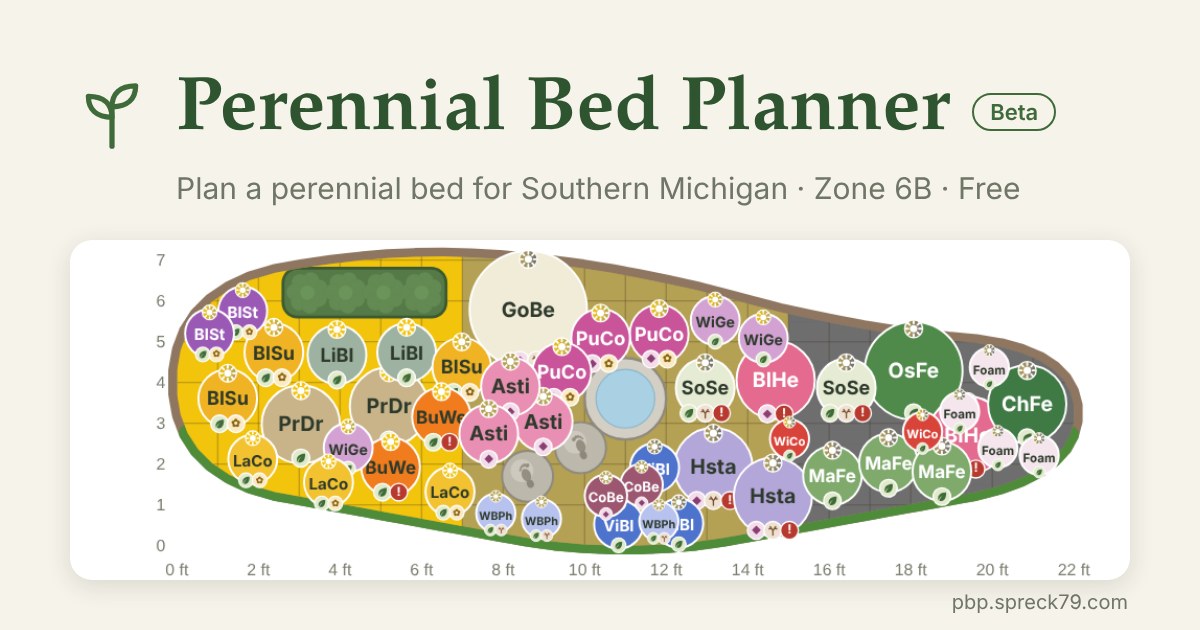 Perennial Bed Planner
Beta
Plan a perennial bed for Southern Michigan · Zone 6B · Free
7
6
5
4
3
2
1
0
GoBe
BlSt
BlSt
PuCo
PuCo
WiGe
WiGe
BlSu
LiBl
LiBl
BlSu
PuCo
Asti
SoSe
BlHe
SoSe
OsFe
Foam
BlSu
PrDr
PrDr
BuWe
Asti
Asti
Foam
ChFe
WiGe
WiCo
WiCo
Foam
Foam
LaCo
LaCo
BuWe
LaCo
Hsta
Hsta
MaFe
MaFe
MaFe
CoBe
CoBe
WBPh
WBPh
ViBl
WBPh
0 ft
2 ft
4 ft
6 ft
8 ft
10 ft
12 ft
14 ft
16 ft
18 ft
20 ft
22 ft
pbp.spreck79.com